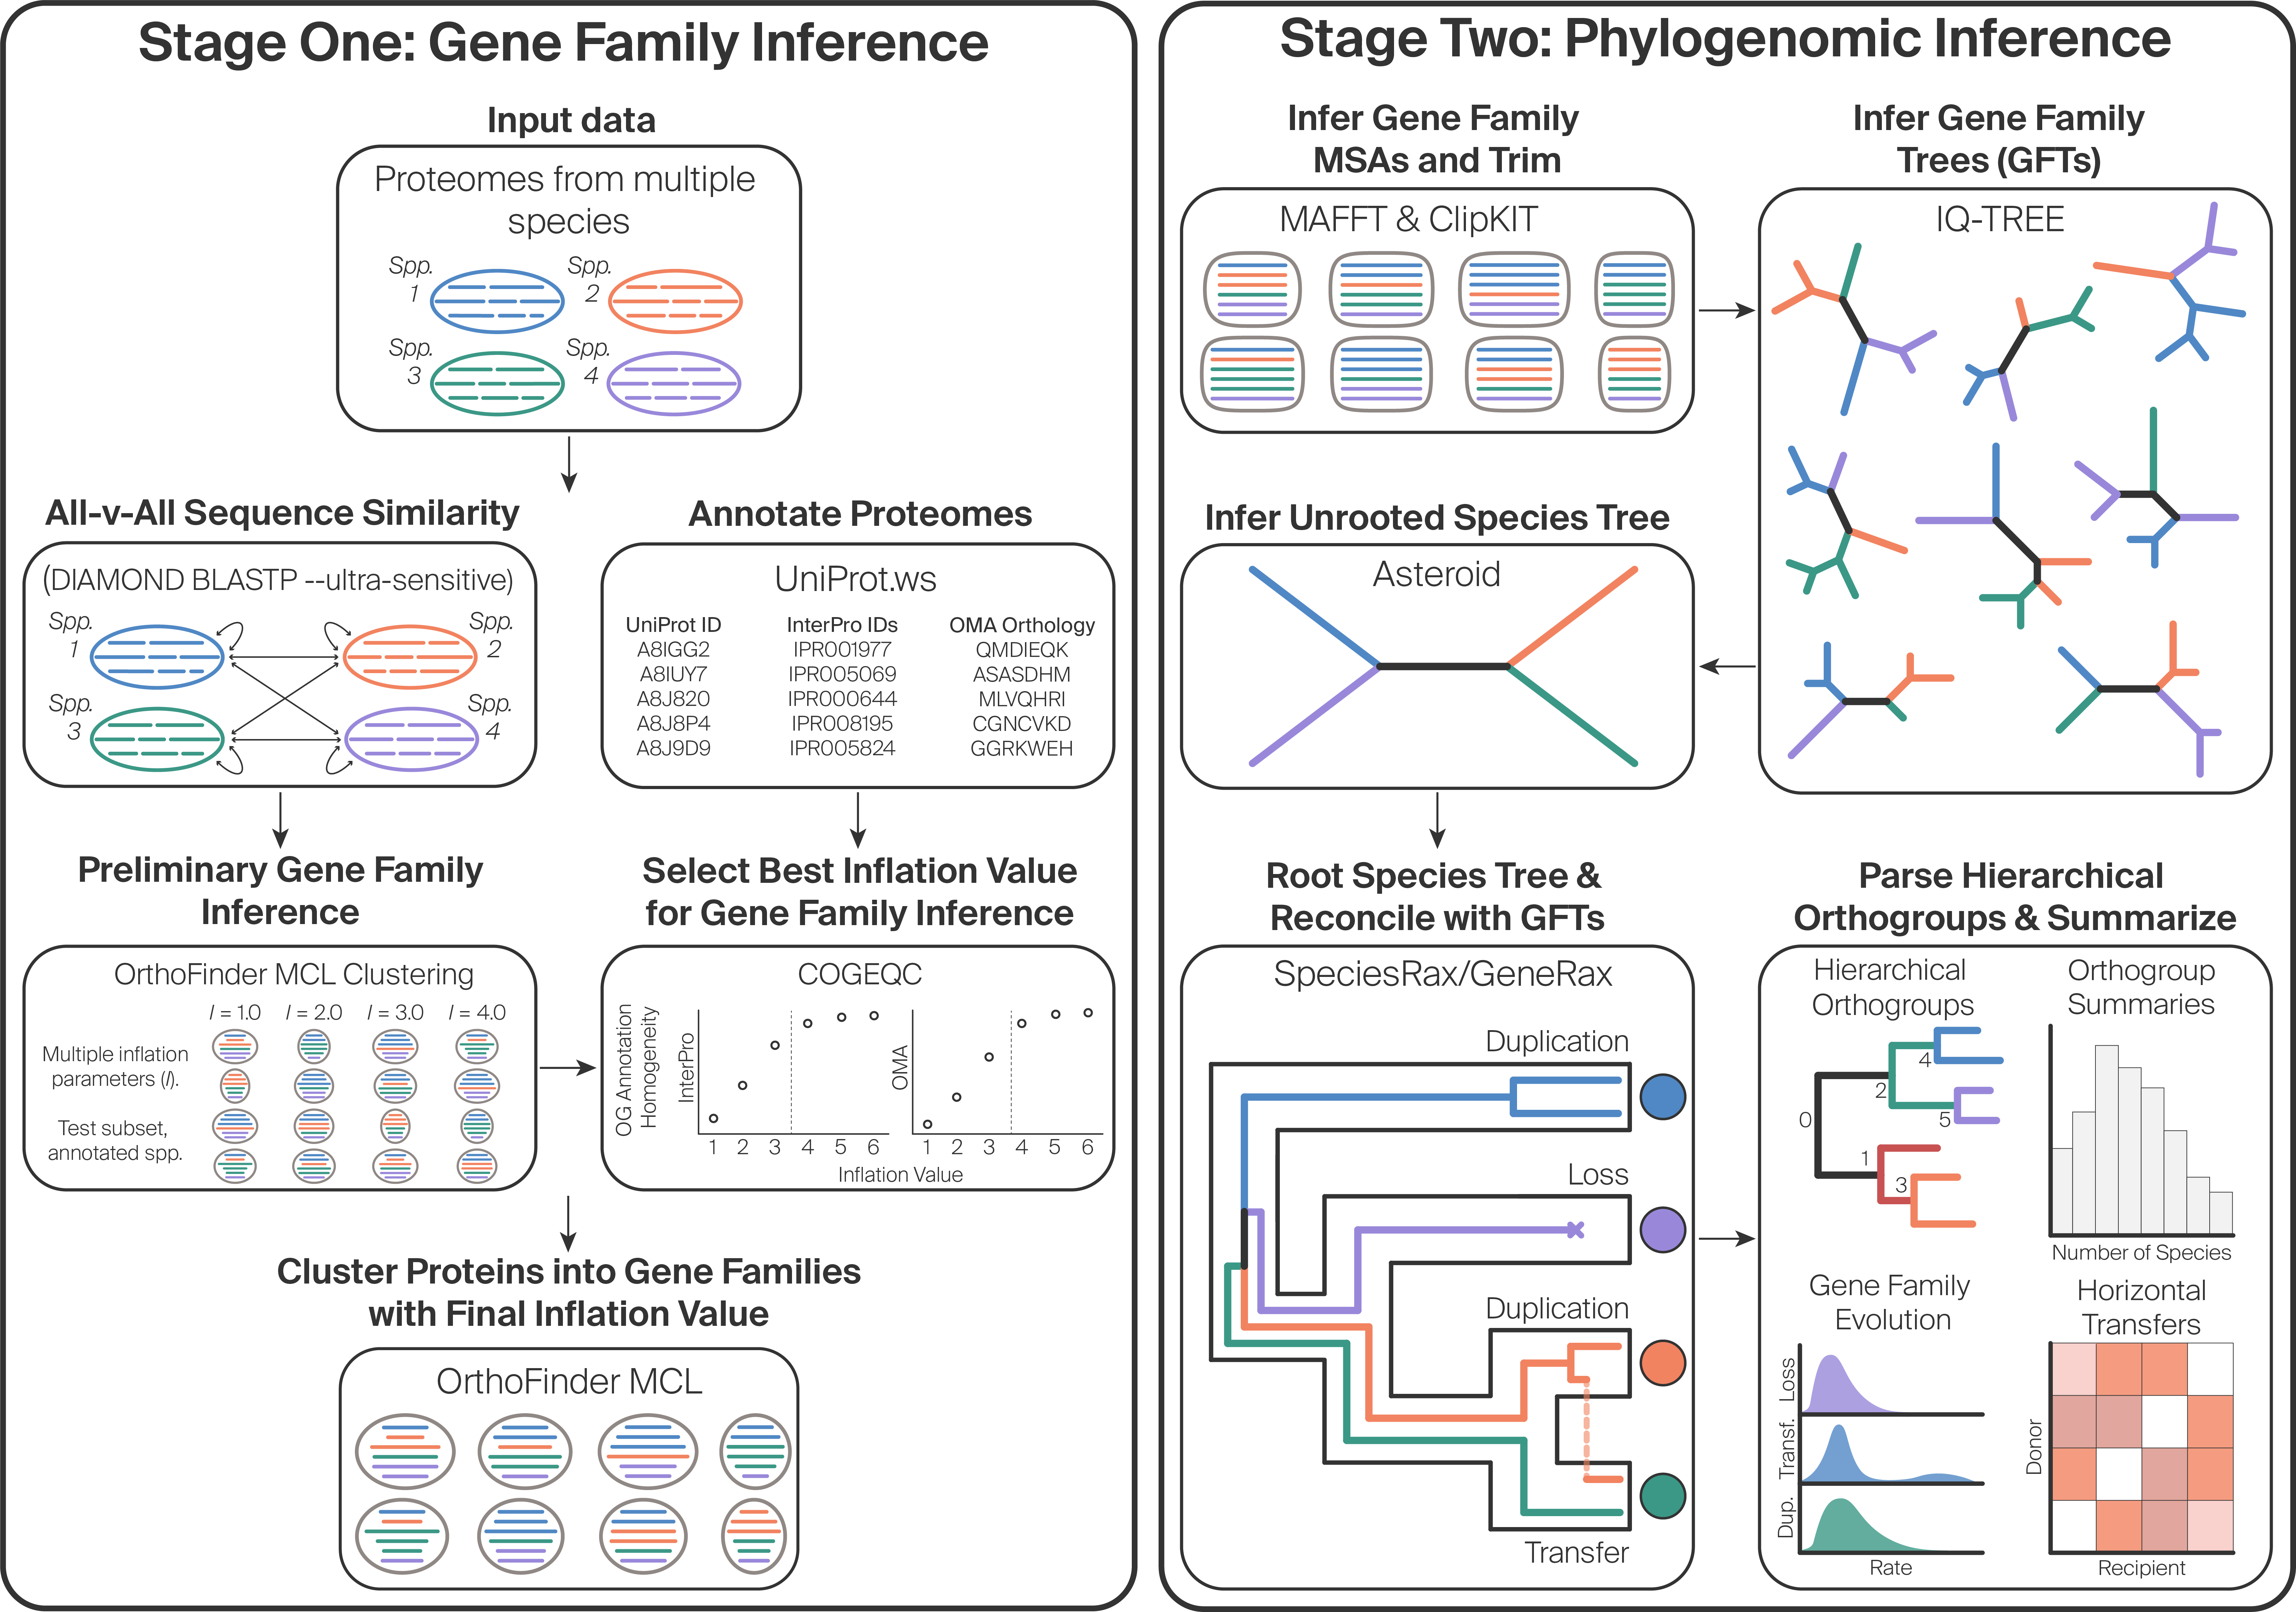 Stage One: Gene Family Inference
Input data
Proteomes from multiple
species
Spp.
1
Spp.
2
Spp.
3
Spp.
4
All-v-All Sequence Similarity
(DIAMOND BLASTP --ultra-sensitive)
Spp.
1
Spp.
2
Spp.
3
Spp.
4
Annotate Proteomes
UniProt.ws
UniProt ID InterPro IDs OMA Orthology
A8IGG2 IPR001977 QMDIEQK
A8IUY7 IPR005069 ASASDHM
A8J820 IPR000644 MLVQHRI
A8J8P4 IPR008195 CGNCVKD
A8J9D9 IPR005824 GGRKWEH
Preliminary Gene Family
Inference
OrthoFinder MCL Clustering
I = 1.0 I = 2.0 I = 3.0 I = 4.0
Multiple inflation
parameters (I).
Test subset,
annotated spp.
Select Best Inflation Value
for Gene Family Inference
COGEQC
OG Annotation
Homogeneity
InterPro
OMA
1 2 3 4 5 6
1 2 3 4 5 6
Inflation Value
Cluster Proteins into Gene Families
with Final Inflation Value
OrthoFinder MCL
Stage Two: Phylogenomic Inference
Infer Gene Family
MSAs and Trim
MAFFT & ClipKIT
Infer Gene Family
Trees (GFTs)
IQ-TREE
Infer Unrooted Species Tree
Asteroid
Root Species Tree &
Reconcile with GFTs
SpeciesRax/GeneRax
Duplication
Loss
Duplication
Transfer
Parse Hierarchical
Orthogroups & Summarize
Hierarchical
Orthogroups
0
1
2
3
4
5
Orthogroup
Summaries
Number of Species
Gene Family
Evolution
Loss
Transf.
Dup.
Rate
Horizontal
Transfers
Donor
Recipient